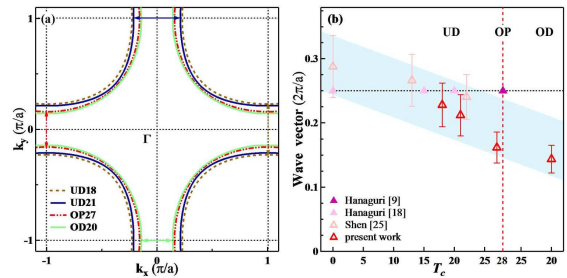 (a)
1
0
-1
-1
0
1
k_y (π/a)
k_x (π/a)
Γ
UD18
UD21
OP27
OD20
(b)
UD OP OD
0.3
0.2
0.1
0
Wave vector (2π/a)
Hanaguri [9]
Hanaguri [18]
Shen [25]
present work
0 5 10 15 20 25 28 25 20
T_c